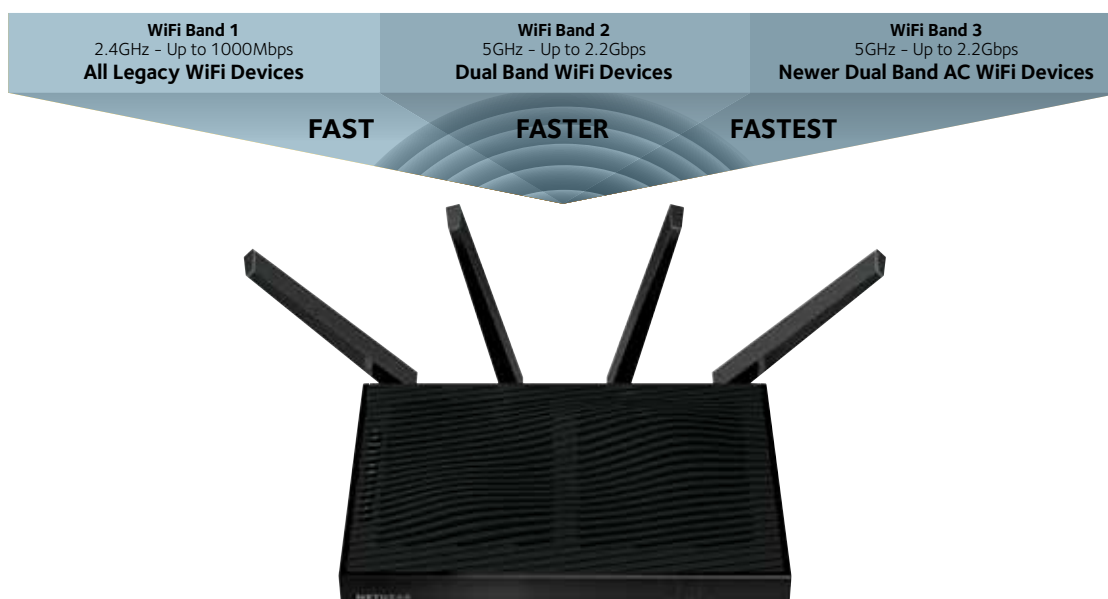 WiFi Band 1
2.4GHz - Up to 1000Mbps
All Legacy WiFi Devices
WiFi Band 2
5GHz - Up to 2.2Gbps
Dual Band WiFi Devices
WiFi Band 3
5GHz - Up to 2.2Gbps
Newer Dual Band AC WiFi Devices
FAST
FASTER
FASTEST
NETGEAR